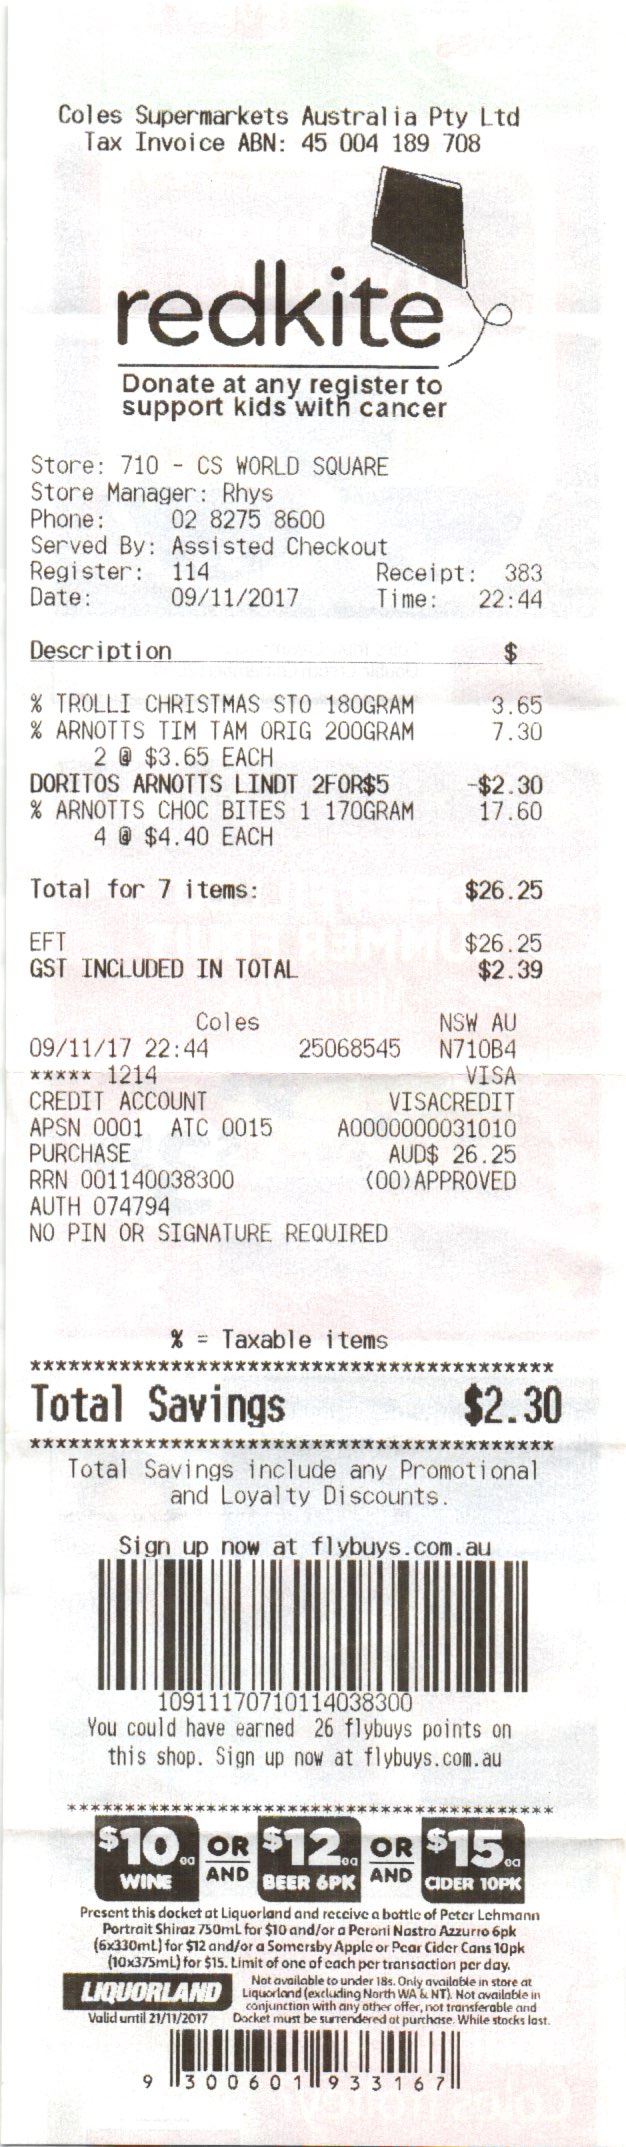 Coles Supermarkets Australia Pty Ltd
Tax Invoice ABN: 45 004 189 708
redkite
Donate at any register to
support kids with cancer
Store: 710 - CS WORLD SQUARE
Store Manager: Rhys
Phone: 02 8275 8600
Served By: Assisted Checkout
Register: 114 Receipt: 383
Date: 09/11/2017 Time: 22:44
Description $
% TROLLI CHRISTMAS STO 180GRAM 3.65
% ARNOTTS TIM TAM ORIG 200GRAM 7.30
2 @ $3.65 EACH
DORITOS ARNOTTS LINDT 2FOR$5 -$2.30
% ARNOTTS CHOC BITES 1 170GRAM 17.60
4 @ $4.40 EACH
Total for 7 items: $26.25
EFT $26.25
GST INCLUDED IN TOTAL $2.39
Coles NSW AU
09/11/17 22:44 25068545 N710B4
***** 1214 VISA
CREDIT ACCOUNT VISACREDIT
APSN 0001 ATC 0015 A0000000031010
PURCHASE AUD$ 26.25
RRN 001140038300 (00)APPROVED
AUTH 074794
NO PIN OR SIGNATURE REQUIRED
% = Taxable items
*****************************************
Total Savings $2.30
*****************************************
Total Savings include any Promotional
and Loyalty Discounts.
Sign up now at flybuys.com.au
10911170710114038300
You could have earned 26 flybuys points on
this shop. Sign up now at flybuys.com.au
***************************************
$10 ea WINE OR AND $12 ea BEER 6PK OR AND $15 ea CIDER 10PK
Present this docket at Liquorland and receive a bottle of Peter Lehmann
Portrait Shiraz 750mL for $10 and/or a Peroni Nastro Azzurro 6pk
(6x330mL) for $12 and/or a Somersby Apple or Pear Cider Cans 10pk
(10x375mL) for $15. Limit of one of each per transaction per day.
LIQUORLAND
Valid until 21/11/2017
Not available to under 18s. Only available in store at
Liquorland (excluding North WA & NT). Not available in
conjunction with any other offer, not transferable and
Docket must be surrendered at purchase. While stocks last.
9 300601 933167